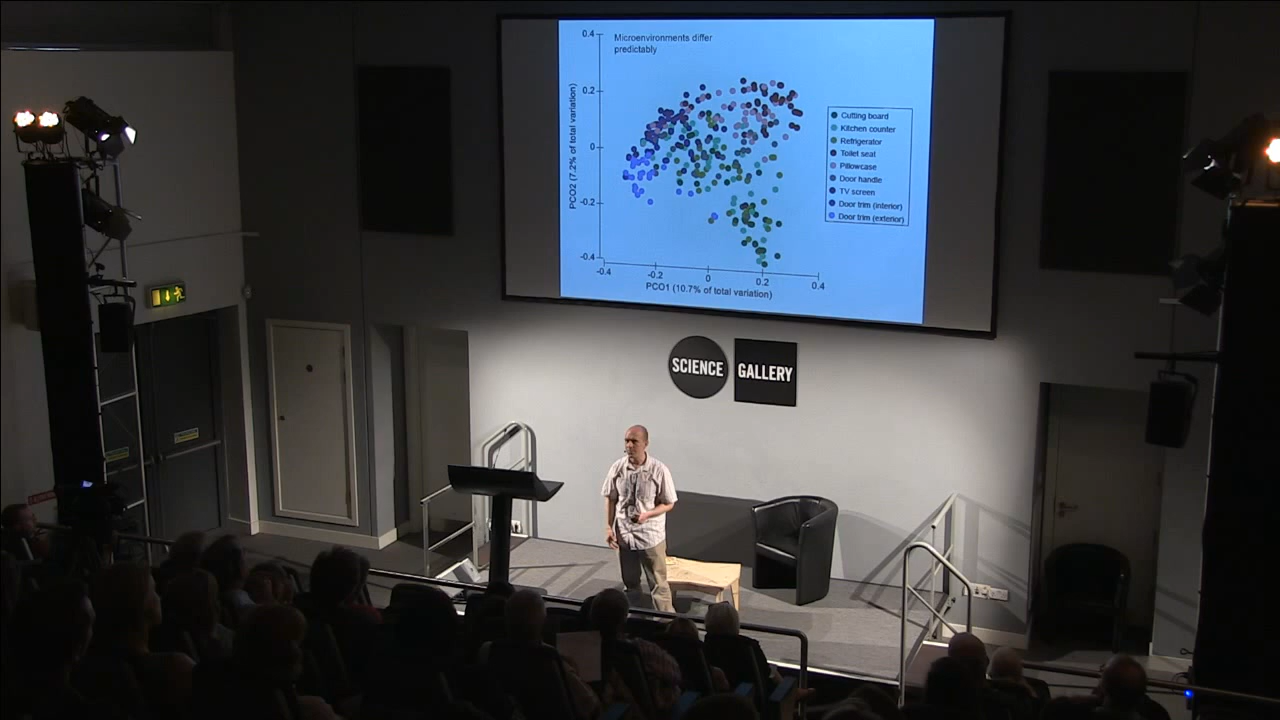 Microenvironments differ
predictably
0.4
0.2
0
-0.2
-0.4
PCO2 (7.2% of total variation)
-0.4
-0.2
0
0.2
0.4
PCO1 (10.7% of total variation)
Cutting board
Kitchen counter
Refrigerator
Toilet seat
Pillowcase
Door handle
TV screen
Door trim (interior)
Door trim (exterior)
SCIENCE
GALLERY